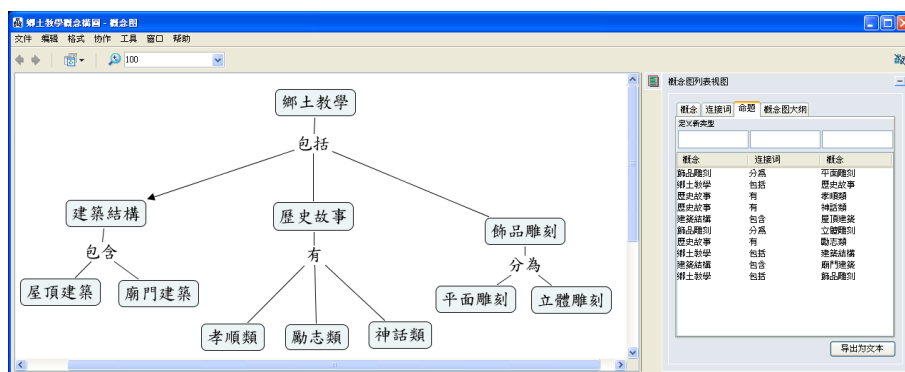 鄉土教學概念構圖 - 概念图
文件 编辑 格式 协作 工具 窗口 帮助
100
鄉土教學
包括
建築結構
歷史故事
飾品雕刻
包含
有
分為
屋頂建築
廟門建築
平面雕刻
立體雕刻
孝順類
勵志類
神話類
概念图列表视图
概念 连接词 命题 概念图大纲
定义新类型
概念 连接词 概念
飾品雕刻 分為 平面雕刻
鄉土教學 包括 歷史故事
歷史故事 有 孝順類
歷史故事 有 神話類
建築結構 包含 屋頂建築
飾品雕刻 分為 立體雕刻
歷史故事 有 勵志類
鄉土教學 包括 建築結構
建築結構 包含 廟門建築
鄉土教學 包括 飾品雕刻
导出为文本